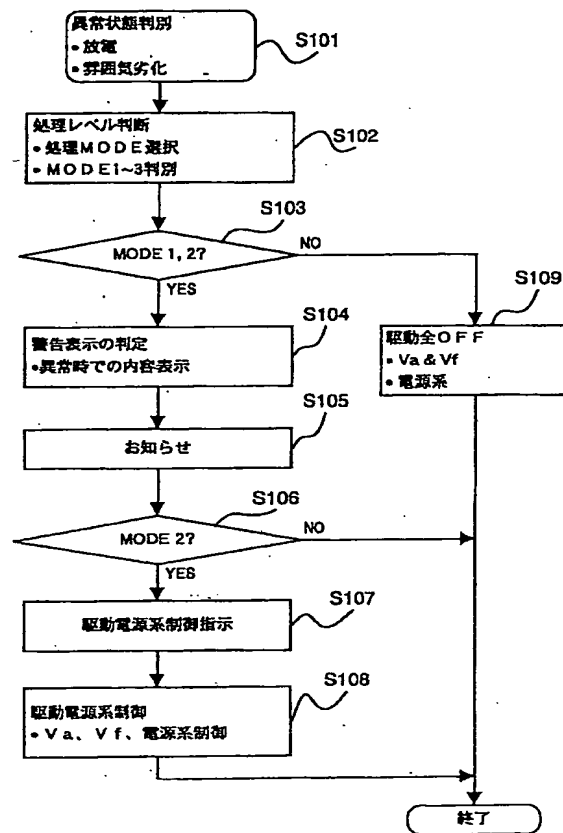 異常状態判別
• 放電
• 雰囲気劣化
S101
処理レベル判断
• 処理MODE選択
• MODE1~3判別
S102
S103
MODE 1, 2?
NO
YES
S104
警告表示の判定
•異常時での内容表示
S109
駆動全OFF
• Va & Vf
• 電源系
S105
お知らせ
S106
MODE 2?
NO
YES
S107
駆動電源系制御指示
S108
駆動電源系制御
• Va、Vf、電源系制御
終了